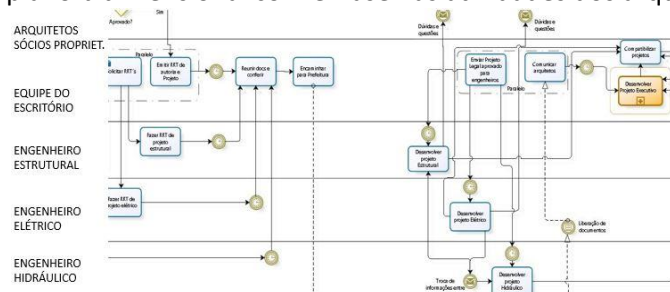 Aprovado?
Sim
Dúvidas e
questões
Dúvidas e
questões
ARQUITETOS
SÓCIOS PROPRIET.
Paralelo
Solicitar RRT's
Emitir RRT de
autoria e
Projeto
Reunir docs e
conferir
Encaminhar
para Prefeitura
Enviar Projeto
Legal aprovado
para
engenheiros
Comunicar
arquitetos
Paralelo
Compatibilizar
projetos
Desenvolver
Projeto Executivo
EQUIPE DO
ESCRITÓRIO
Fazer RRT de
projeto
estrutural
ENGENHEIRO
ESTRUTURAL
Desenvolver
projeto
Estrutural
Fazer RRT de
projeto elétrico
ENGENHEIRO
ELÉTRICO
Desenvolver
projeto Elétrico
Liberação de
documentos
ENGENHEIRO
HIDRÁULICO
Troca de
informações entre
Desenvolver
projeto
Hidráulico